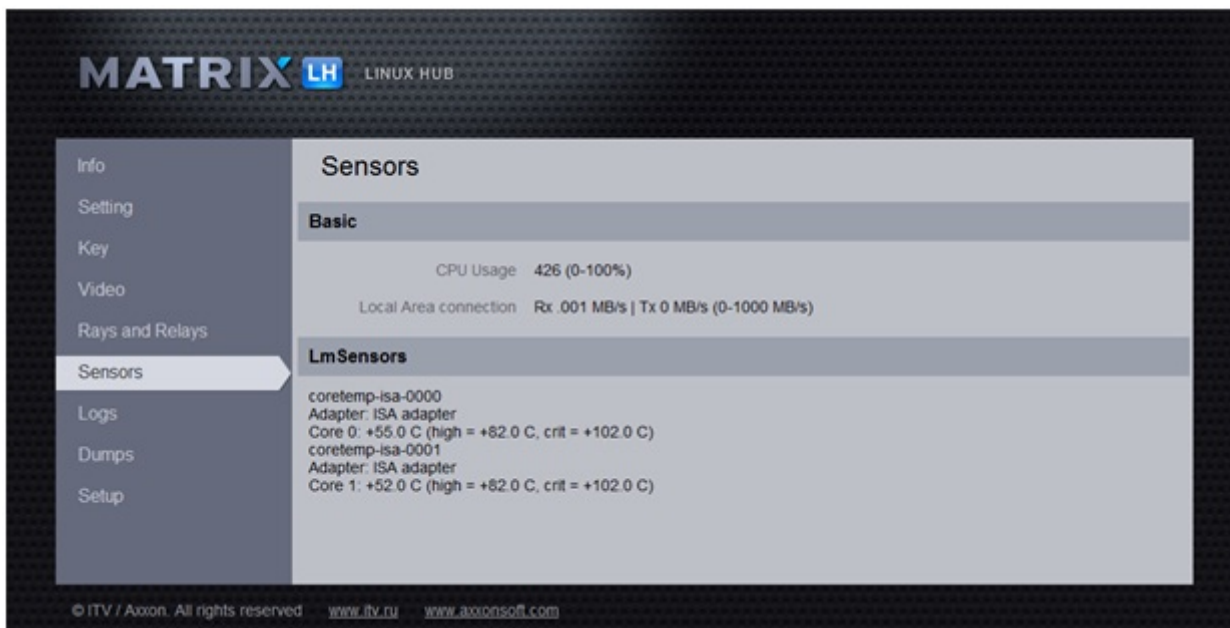 MATRIX LH LINUX HUB
Info
Setting
Key
Video
Rays and Relays
Sensors
Logs
Dumps
Setup
Sensors
Basic
CPU Usage 426 (0-100%)
Local Area connection Rx .001 MB/s | Tx 0 MB/s (0-1000 MB/s)
LmSensors
coretemp-isa-0000
Adapter: ISA adapter
Core 0: +55.0 C (high = +82.0 C, crit = +102.0 C)
coretemp-isa-0001
Adapter: ISA adapter
Core 1: +52.0 C (high = +82.0 C, crit = +102.0 C)
© ITV / Axxon. All rights reserved www.itv.ru www.axxonsoft.com